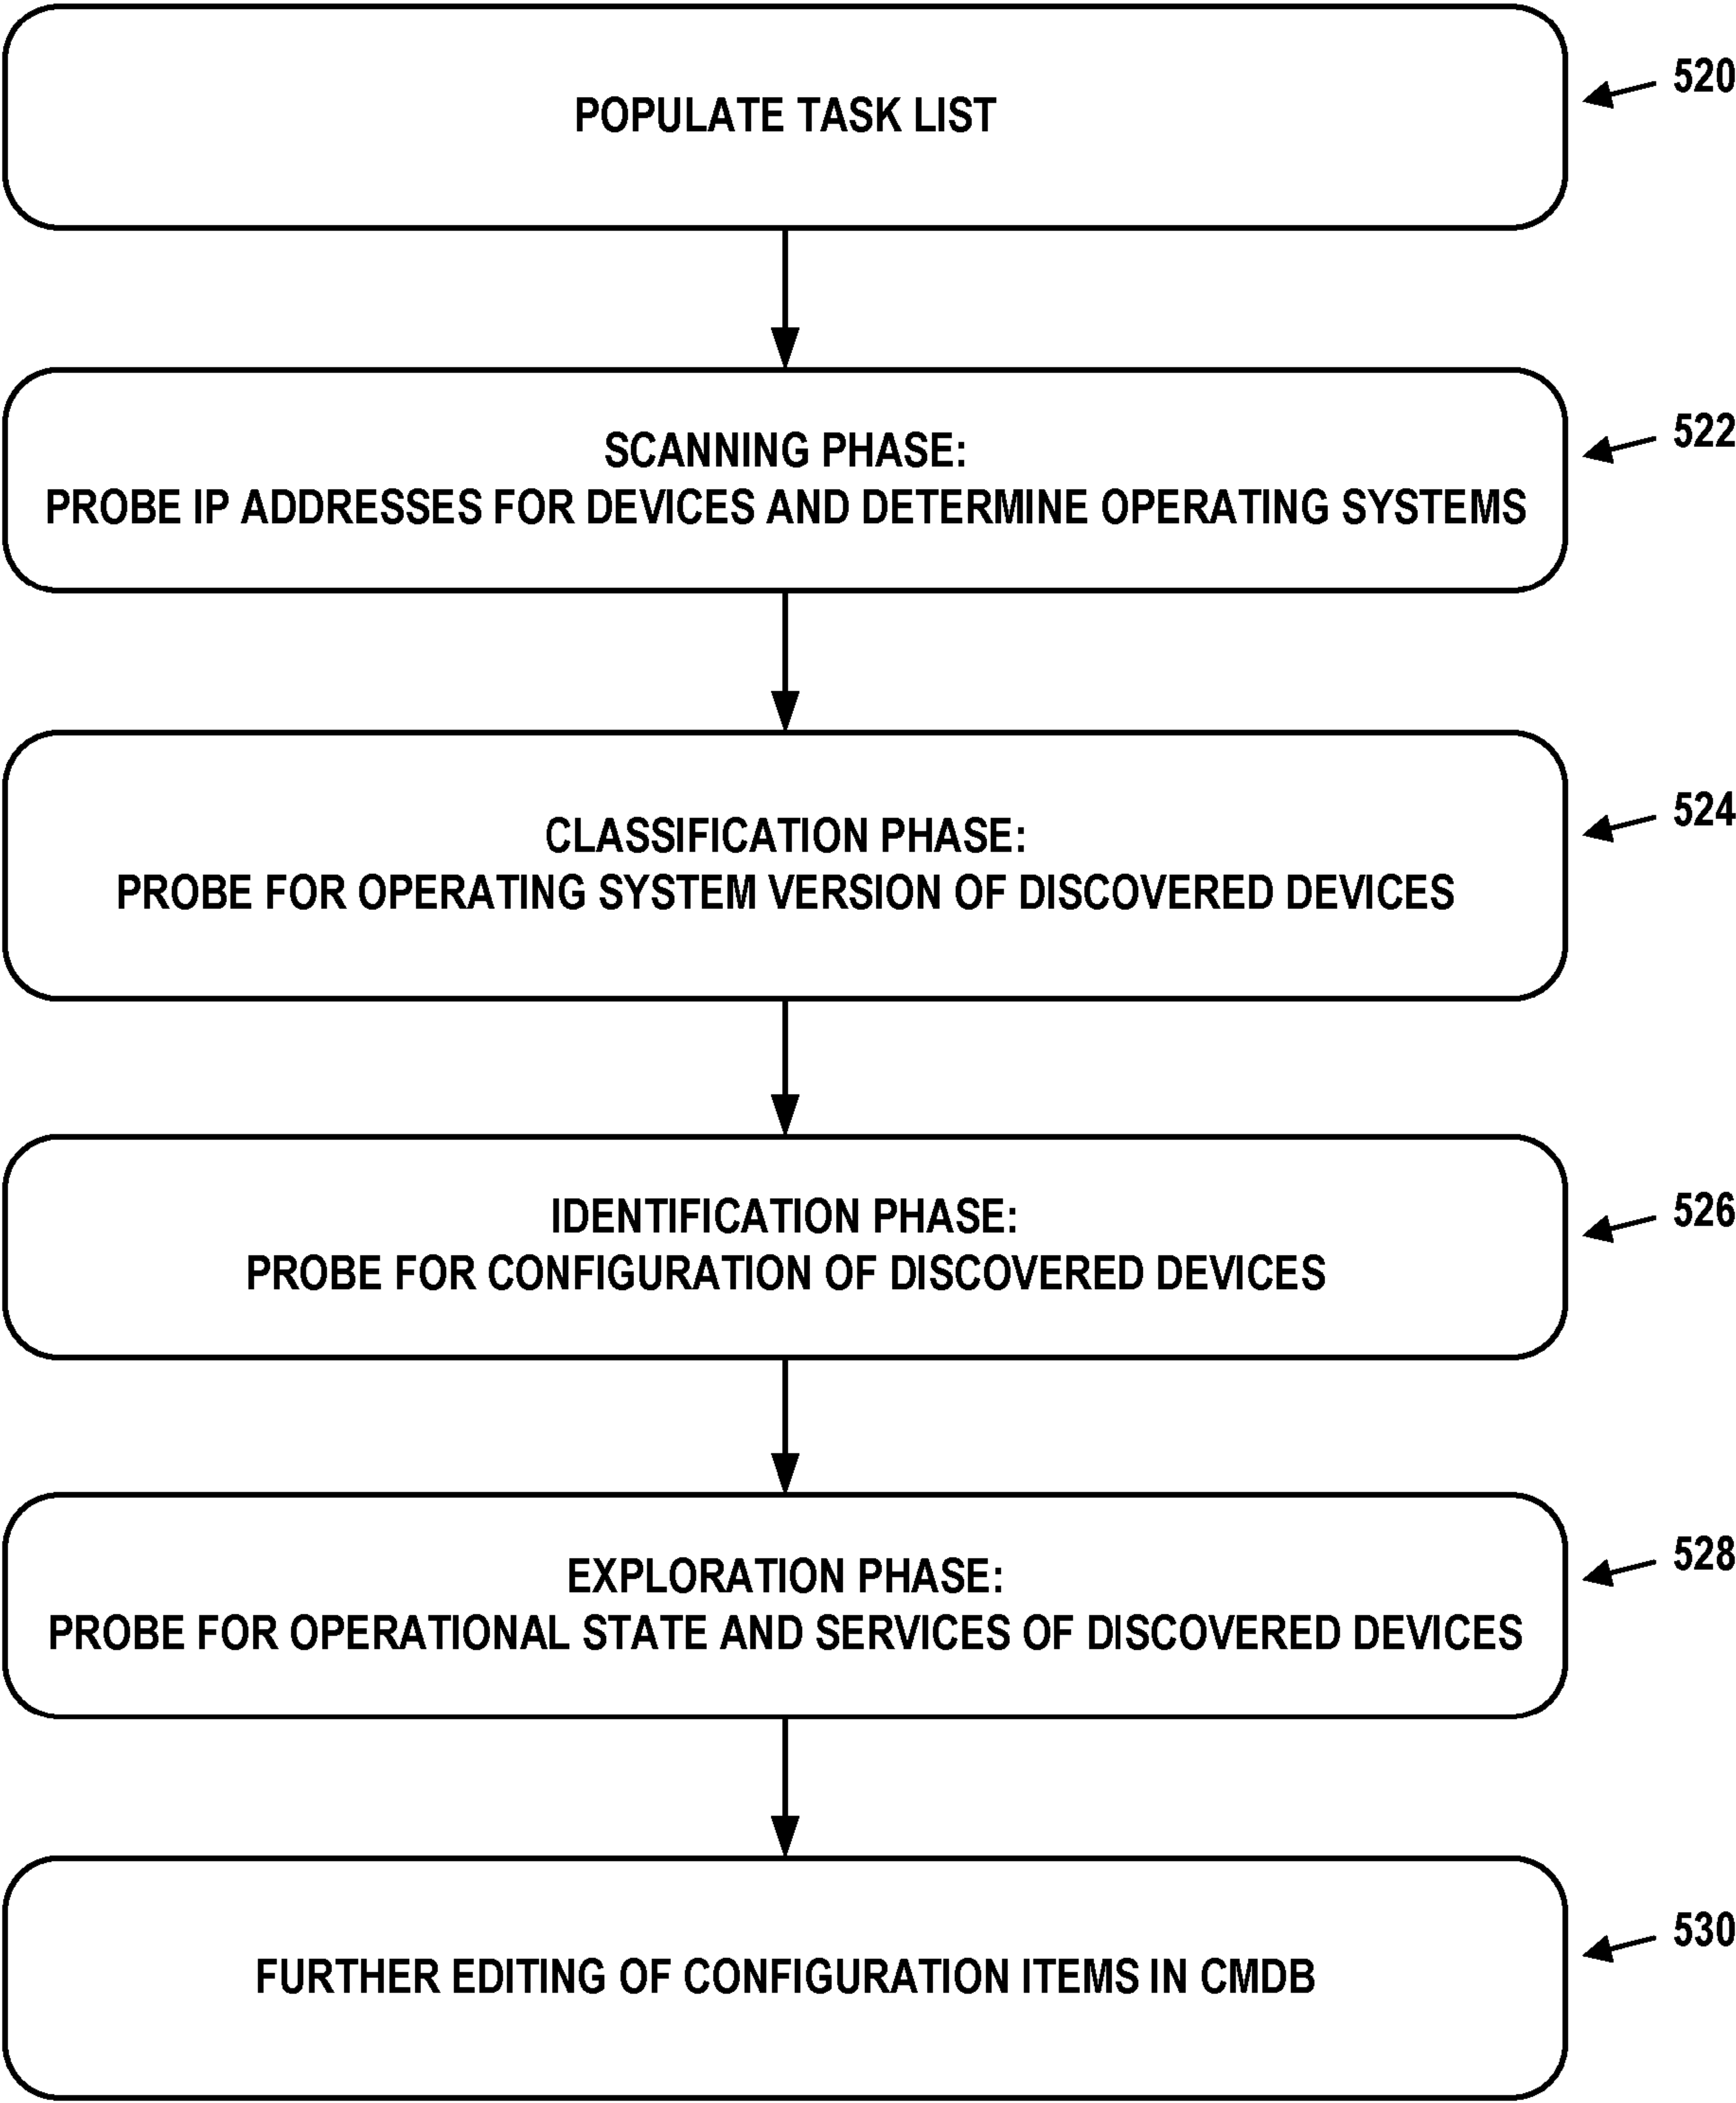 POPULATE TASK LIST
520
SCANNING PHASE:
PROBE IP ADDRESSES FOR DEVICES AND DETERMINE OPERATING SYSTEMS
522
CLASSIFICATION PHASE:
PROBE FOR OPERATING SYSTEM VERSION OF DISCOVERED DEVICES
524
IDENTIFICATION PHASE:
PROBE FOR CONFIGURATION OF DISCOVERED DEVICES
526
EXPLORATION PHASE:
PROBE FOR OPERATIONAL STATE AND SERVICES OF DISCOVERED DEVICES
528
FURTHER EDITING OF CONFIGURATION ITEMS IN CMDB
530